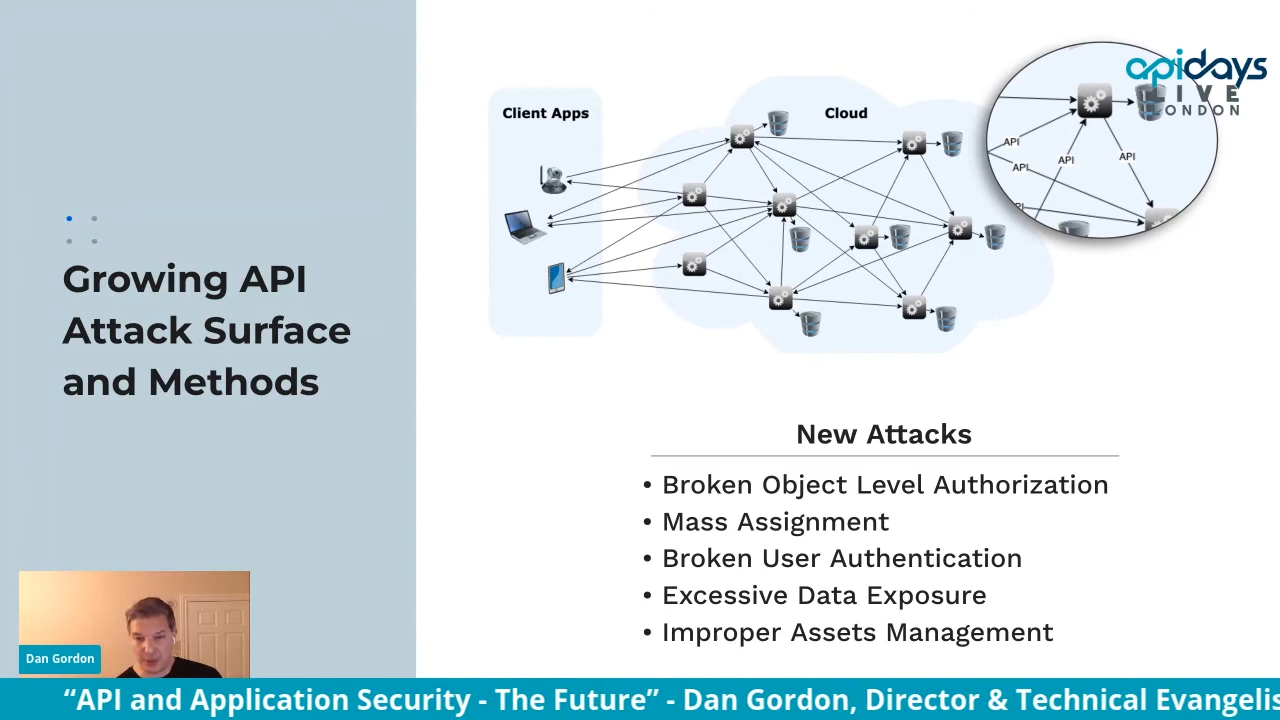 Growing API
Attack Surface
and Methods
Client Apps
Cloud
API
API
API
API
apidays
LIVE
LONDON
New Attacks
• Broken Object Level Authorization
• Mass Assignment
• Broken User Authentication
• Excessive Data Exposure
• Improper Assets Management
Dan Gordon
“API and Application Security - The Future” - Dan Gordon, Director & Technical Evangelis